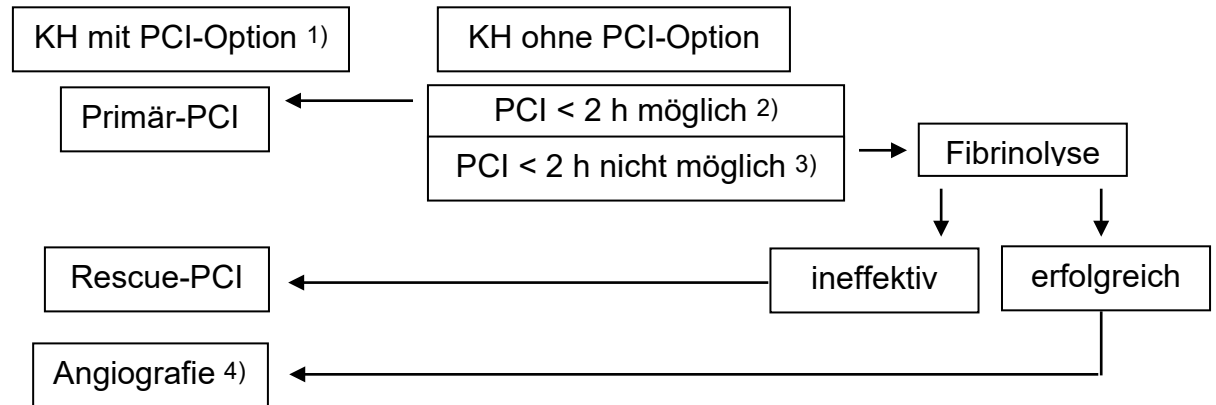 KH mit PCI-Option 1)
KH ohne PCI-Option
Primär-PCI
PCI < 2 h möglich 2)
PCI < 2 h nicht möglich 3)
Fibrinolyse
Rescue-PCI
ineffektiv
erfolgreich
Angiografie 4)